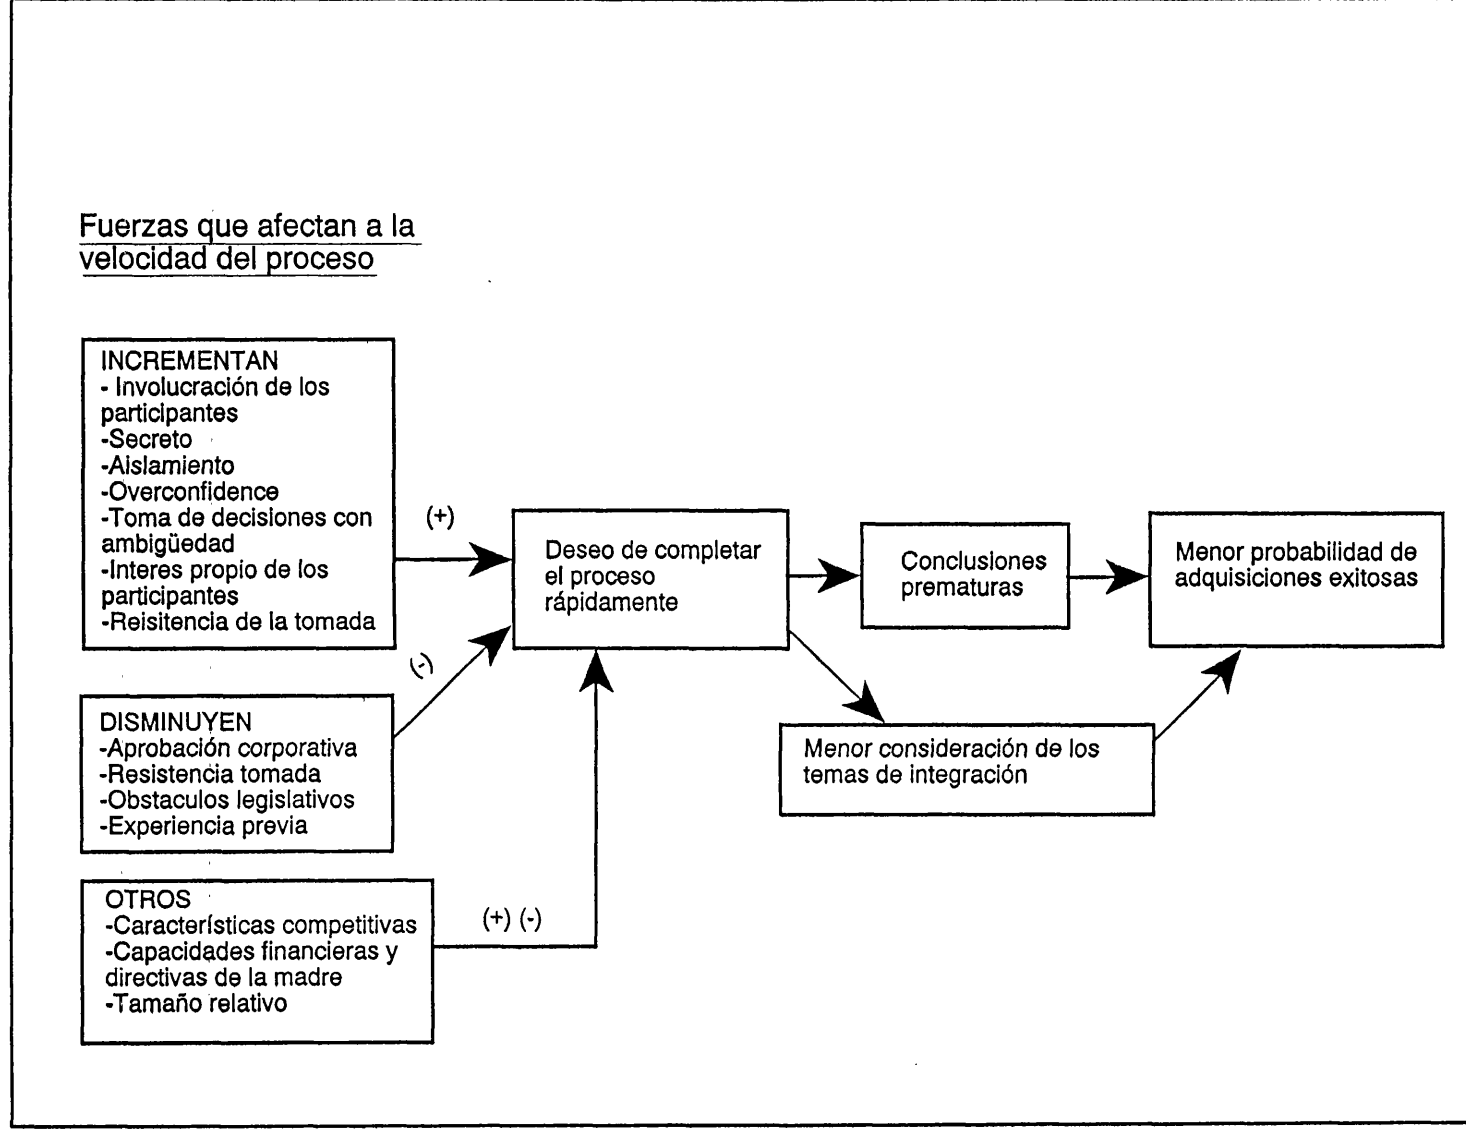 Fuerzas que afectan a la
velocidad del proceso
INCREMENTAN
- Involucración de los
participantes
-Secreto
-Aislamiento
-Overconfidence
-Toma de decisiones con
ambigüedad
-Interes propio de los
participantes
-Reisitencia de la tomada
(+)
Deseo de completar
el proceso
rápidamente
Conclusiones
prematuras
Menor probabilidad de
adquisiciones exitosas
(-)
DISMINUYEN
-Aprobación corporativa
-Resistencia tomada
-Obstaculos legislativos
-Experiencia previa
Menor consideración de los
temas de integración
OTROS
-Características competitivas
-Capacidades financieras y
directivas de la madre
-Tamaño relativo
(+) (-)